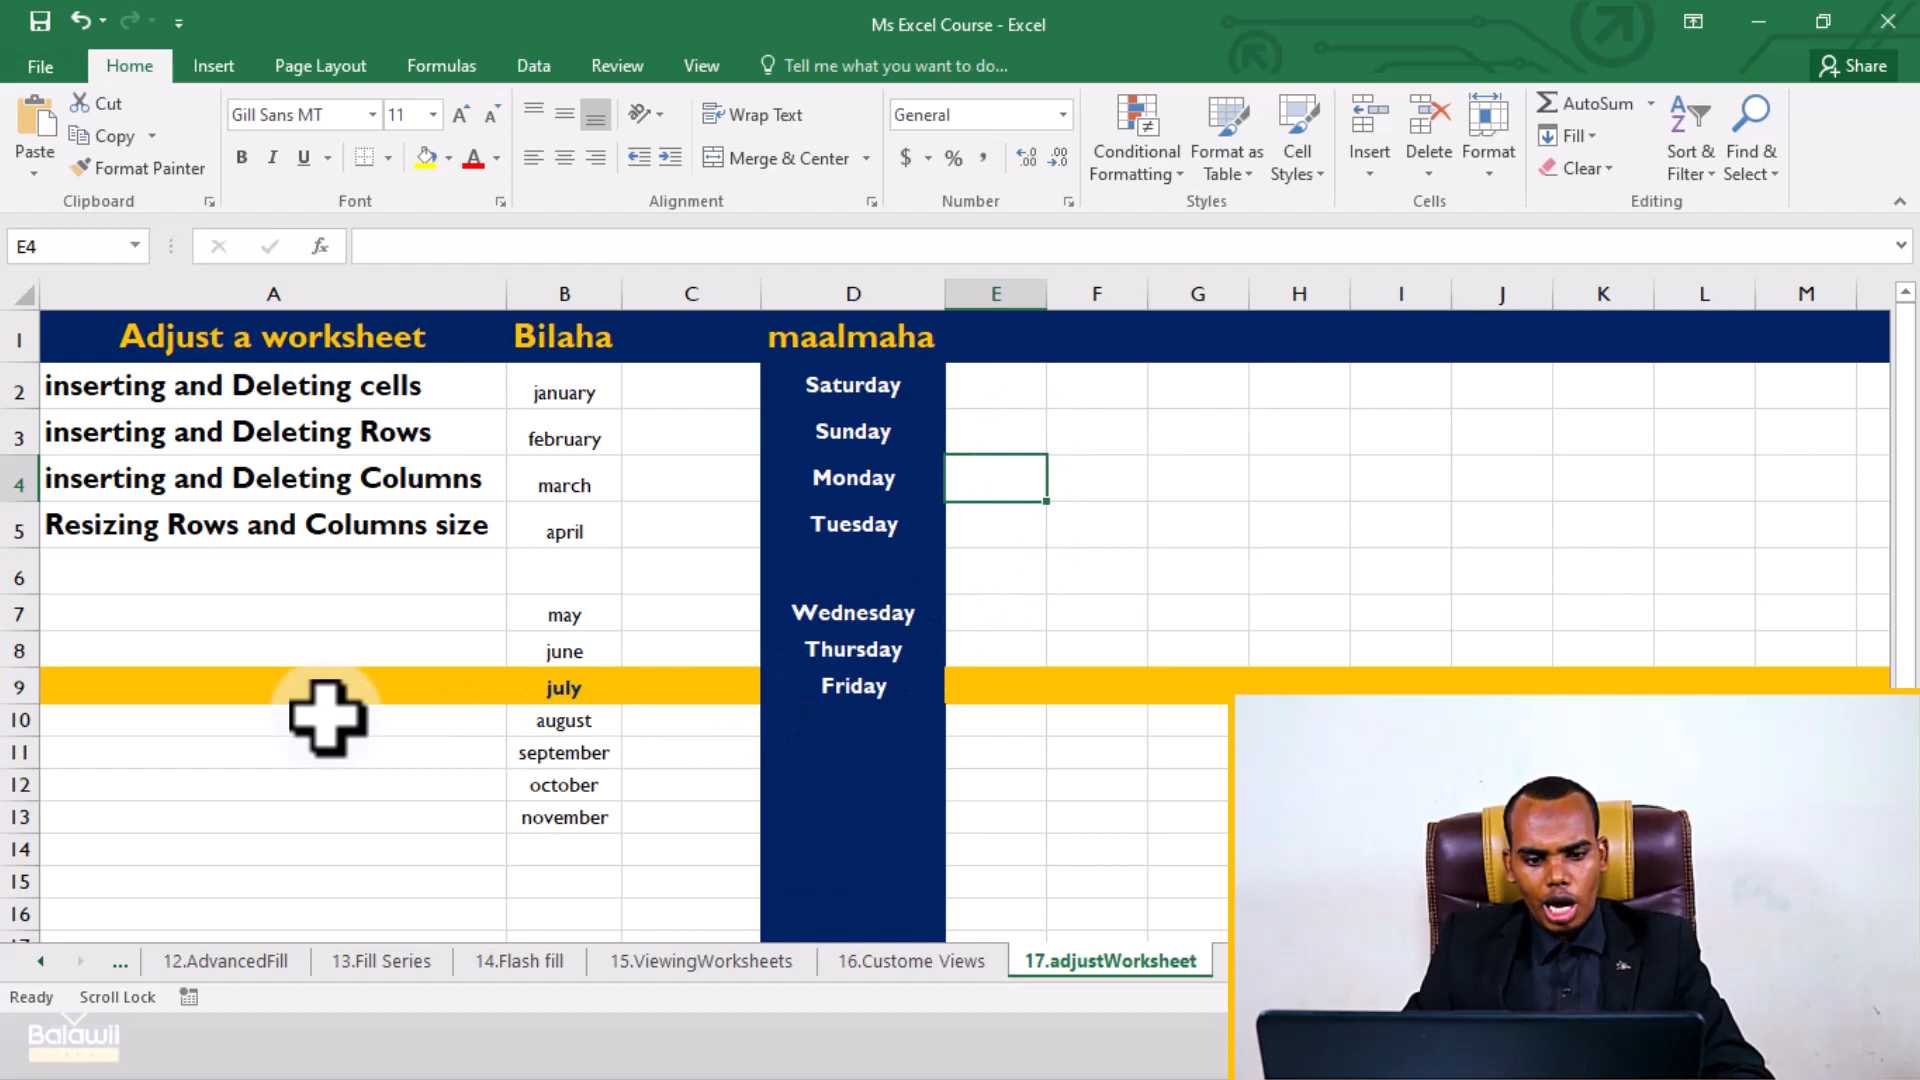 Ms Excel Course - Excel
File Home Insert Page Layout Formulas Data Review View Tell me what you want to do... Share
Paste Cut Copy Format Painter Clipboard
Gill Sans MT 11 B I U A Font
Wrap Text Merge & Center Alignment
General $ % , Number
Conditional Formatting Format as Table Cell Styles Styles
Insert Delete Format Cells
AutoSum Fill Clear Sort & Filter Find & Select Editing
E4 fx
A B C D E F G H I J K L M
1 Adjust a worksheet Bilaha maalmaha
2 inserting and Deleting cells january Saturday
3 inserting and Deleting Rows february Sunday
4 inserting and Deleting Columns march Monday
5 Resizing Rows and Columns size april Tuesday
6
7 may Wednesday
8 june Thursday
9 july Friday
10 august
11 september
12 october
13 november
14
15
16
... 12.AdvancedFill 13.Fill Series 14.Flash fill 15.ViewingWorksheets 16.Custome Views 17.adjustWorksheet
Ready Scroll Lock
Balawii